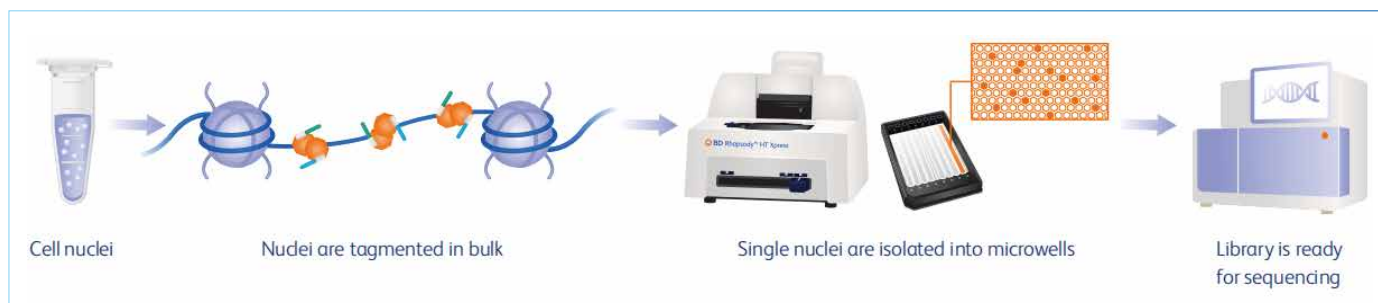 BD Rhapsody™ HT Xpress
Cell nuclei
Nuclei are tagmented in bulk
Single nuclei are isolated into microwells
Library is ready
for sequencing